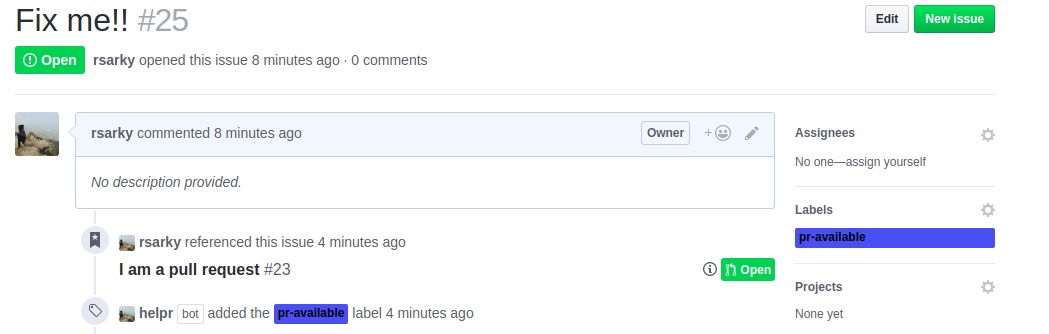 Fix me!! #25
Edit
New issue
Open
rsarky opened this issue 8 minutes ago · 0 comments
rsarky commented 8 minutes ago
Owner
No description provided.
rsarky referenced this issue 4 minutes ago
I am a pull request #23
Open
helpr bot added the pr-available label 4 minutes ago
Assignees
No one—assign yourself
Labels
pr-available
Projects
None yet